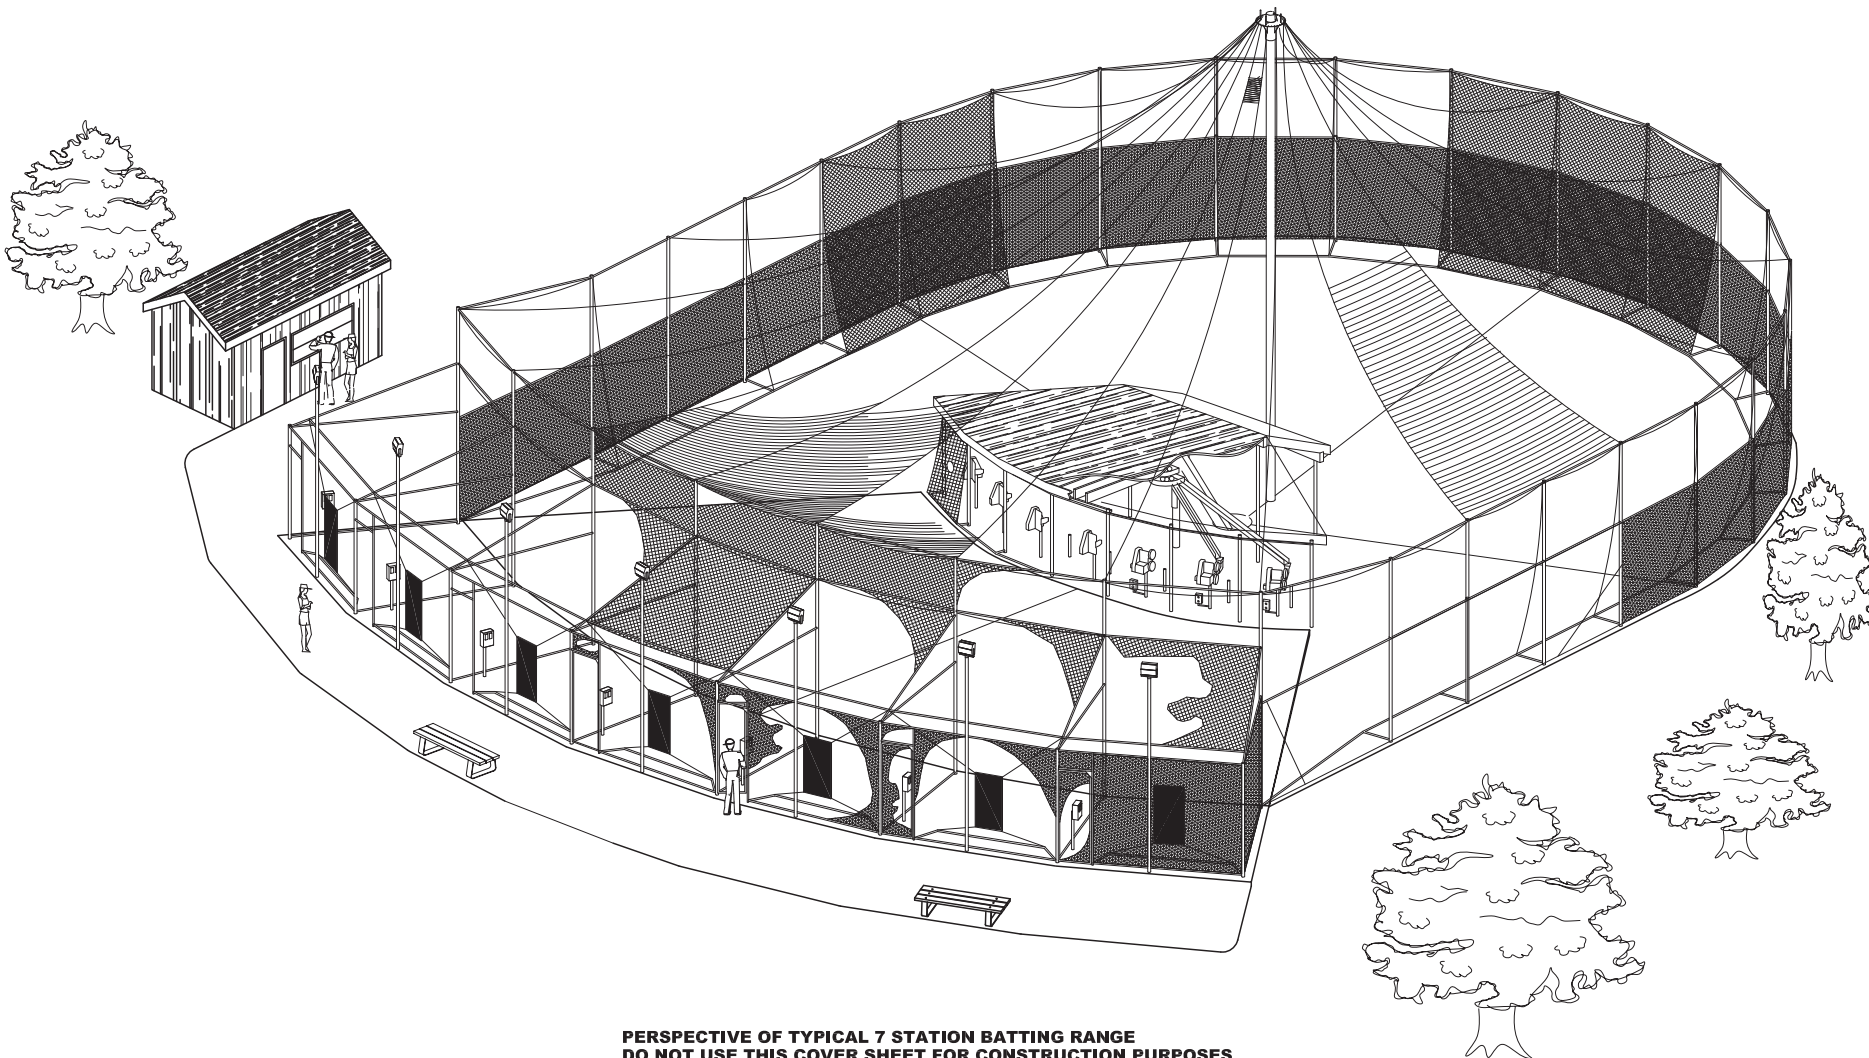 PERSPECTIVE OF TYPICAL 7 STATION BATTING RANGE
DO NOT USE THIS COVER SHEET FOR CONSTRUCTION PURPOSES